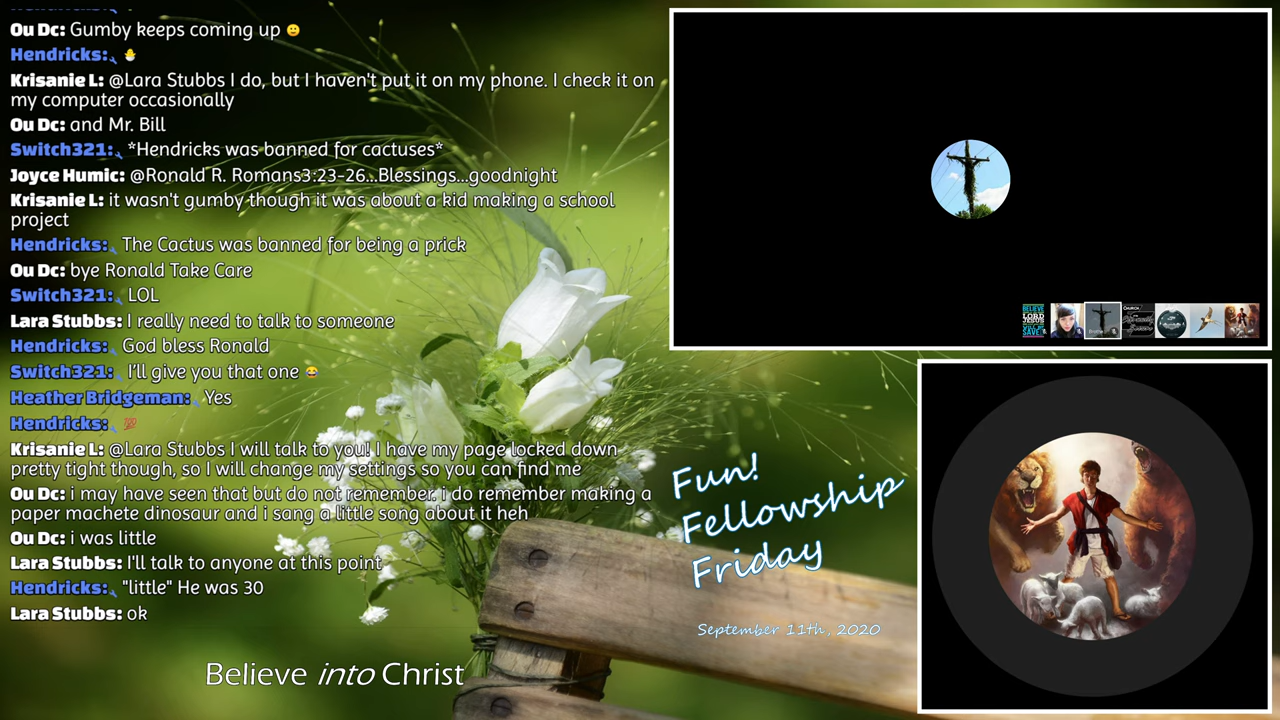 Ou Dc: Gumby keeps coming up 🙂
Hendricks: 🐣
Krisanie L: @Lara Stubbs I do, but I haven't put it on my phone. I check it on
my computer occasionally
Ou Dc: and Mr. Bill
Switch321: *Hendricks was banned for cactuses*
Joyce Humic: @Ronald R. Romans3:23-26...Blessings...goodnight
Krisanie L: it wasn't gumby though it was about a kid making a school
project
Hendricks: The Cactus was banned for being a prick
Ou Dc: bye Ronald Take Care
Switch321: LOL
Lara Stubbs: I really need to talk to someone
Hendricks: God bless Ronald
Switch321: I'll give you that one 😂
Heather Bridgeman: Yes
Hendricks: 💯
Krisanie L: @Lara Stubbs I will talk to you! I have my page locked down
pretty tight though, so I will change my settings so you can find me
Ou Dc: i may have seen that but do not remember. i do remember making a
paper machete dinosaur and i sang a little song about it heh
Ou Dc: i was little
Lara Stubbs: I'll talk to anyone at this point
Hendricks: "little" He was 30
Lara Stubbs: ok
Believe into Christ
Fun!
Fellowship
Friday
September 11th, 2020
BELIEVE
LORD
JESUS
SAVE
CHURCH